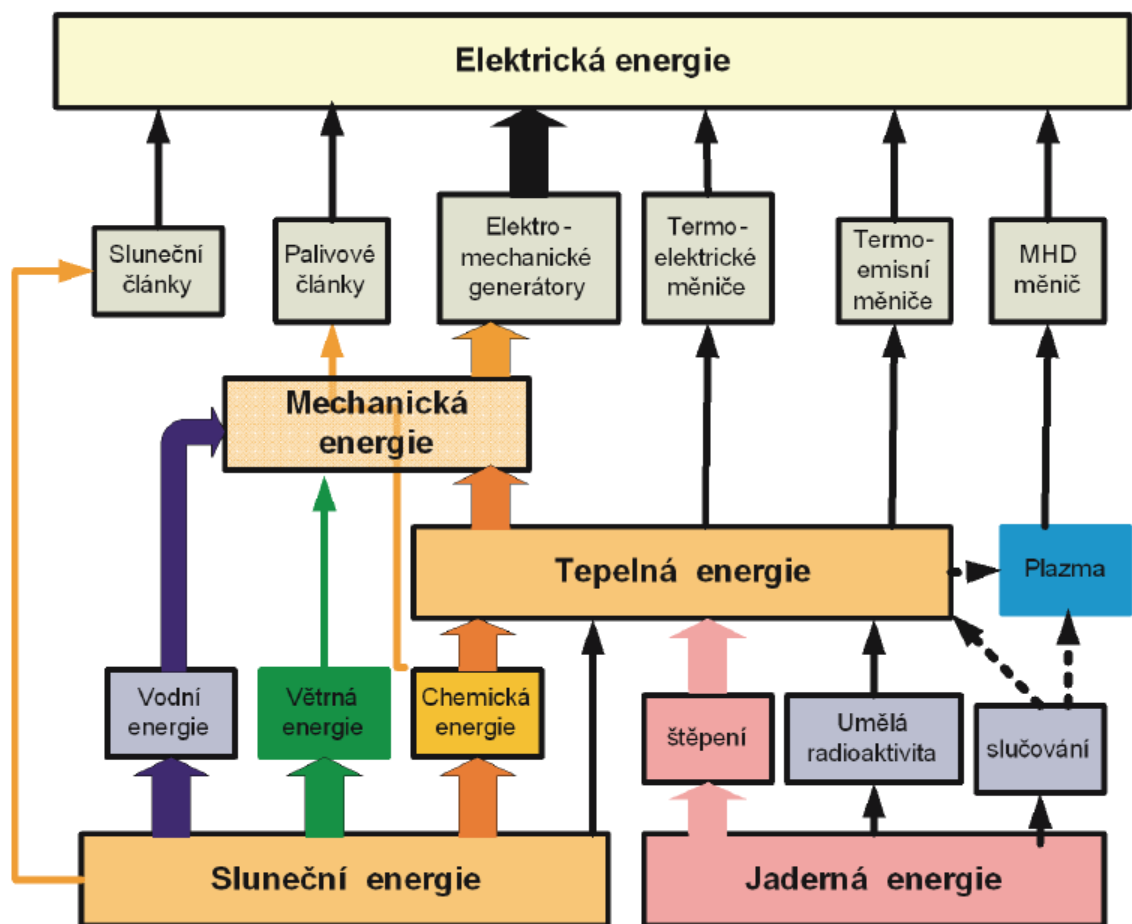 Elektrická energie
Sluneční
články
Palivové
články
Elektro-
mechanické
generátory
Termo-
elektrické
měniče
Termo-
emisní
měniče
MHD
měnič
Mechanická
energie
Tepelná energie
Plazma
Vodní
energie
Větrná
energie
Chemická
energie
štěpení
Umělá
radioaktivita
slučování
Sluneční energie
Jaderná energie